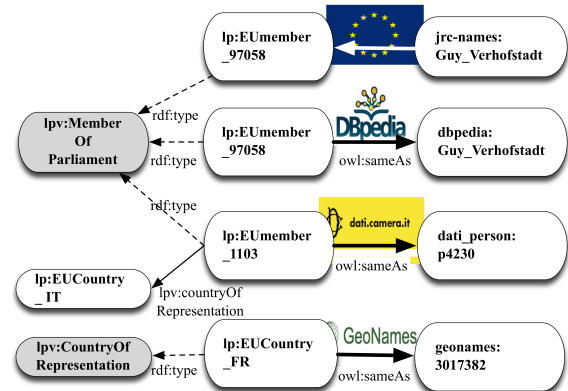 lp:EUmember
_97058
jrc-names:
Guy_Verhofstadt
rdf:type
lpv:Member
Of
Parliament
lp:EUmember
_97058
DBpedia
dbpedia:
Guy_Verhofstadt
rdf:type
owl:sameAs
rdf:type
lp:EUmember
_1103
dati.camera.it
dati_person:
p4230
owl:sameAs
lp:EUCountry
_ IT
lpv:countryOf
Representation
lpv:CountryOf
Representation
rdf:type
lp:EUCountry
_FR
GeoNames
geonames:
3017382
owl:sameAs